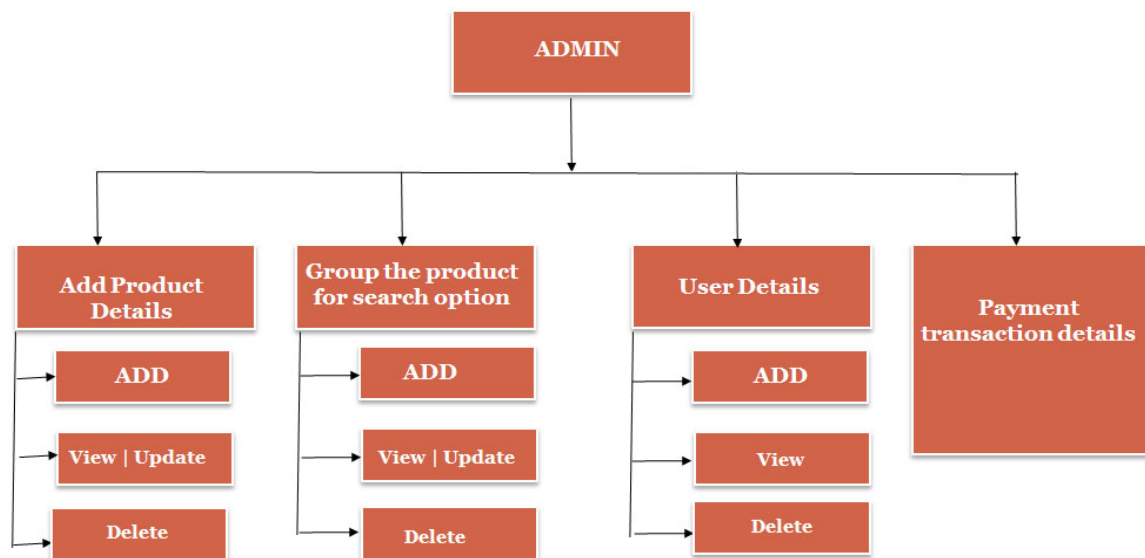 ADMIN
Add Product
Details
ADD
View | Update
Delete
Group the product
for search option
ADD
View | Update
Delete
User Details
ADD
View
Delete
Payment
transaction details